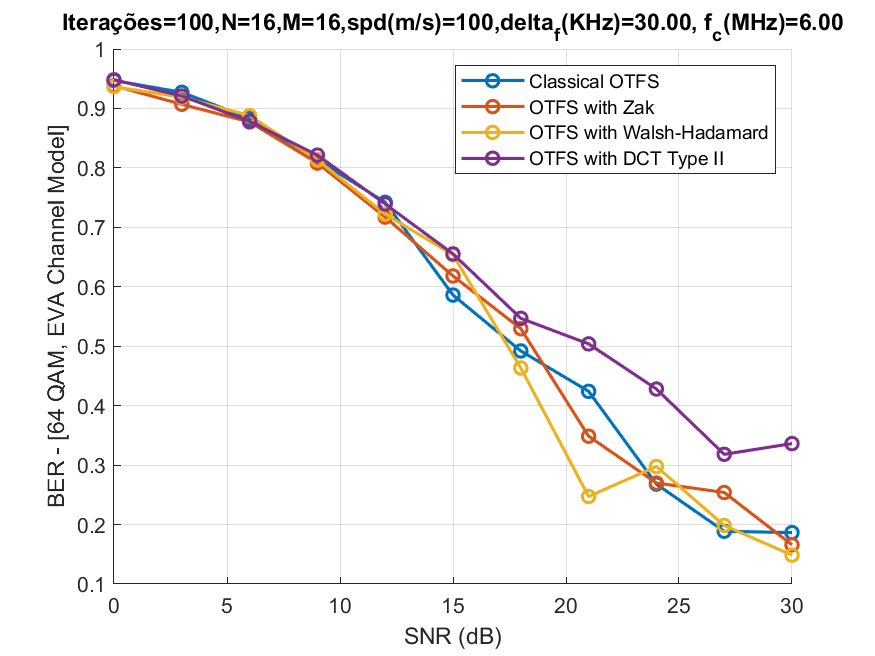 Iterações=100,N=16,M=16,spd(m/s)=100,delta_f(KHz)=30.00, f_c(MHz)=6.00
1
0.9
0.8
0.7
0.6
0.5
0.4
0.3
0.2
0.1
BER - [64 QAM, EVA Channel Model]
Classical OTFS
OTFS with Zak
OTFS with Walsh-Hadamard
OTFS with DCT Type II
0 5 10 15 20 25 30
SNR (dB)